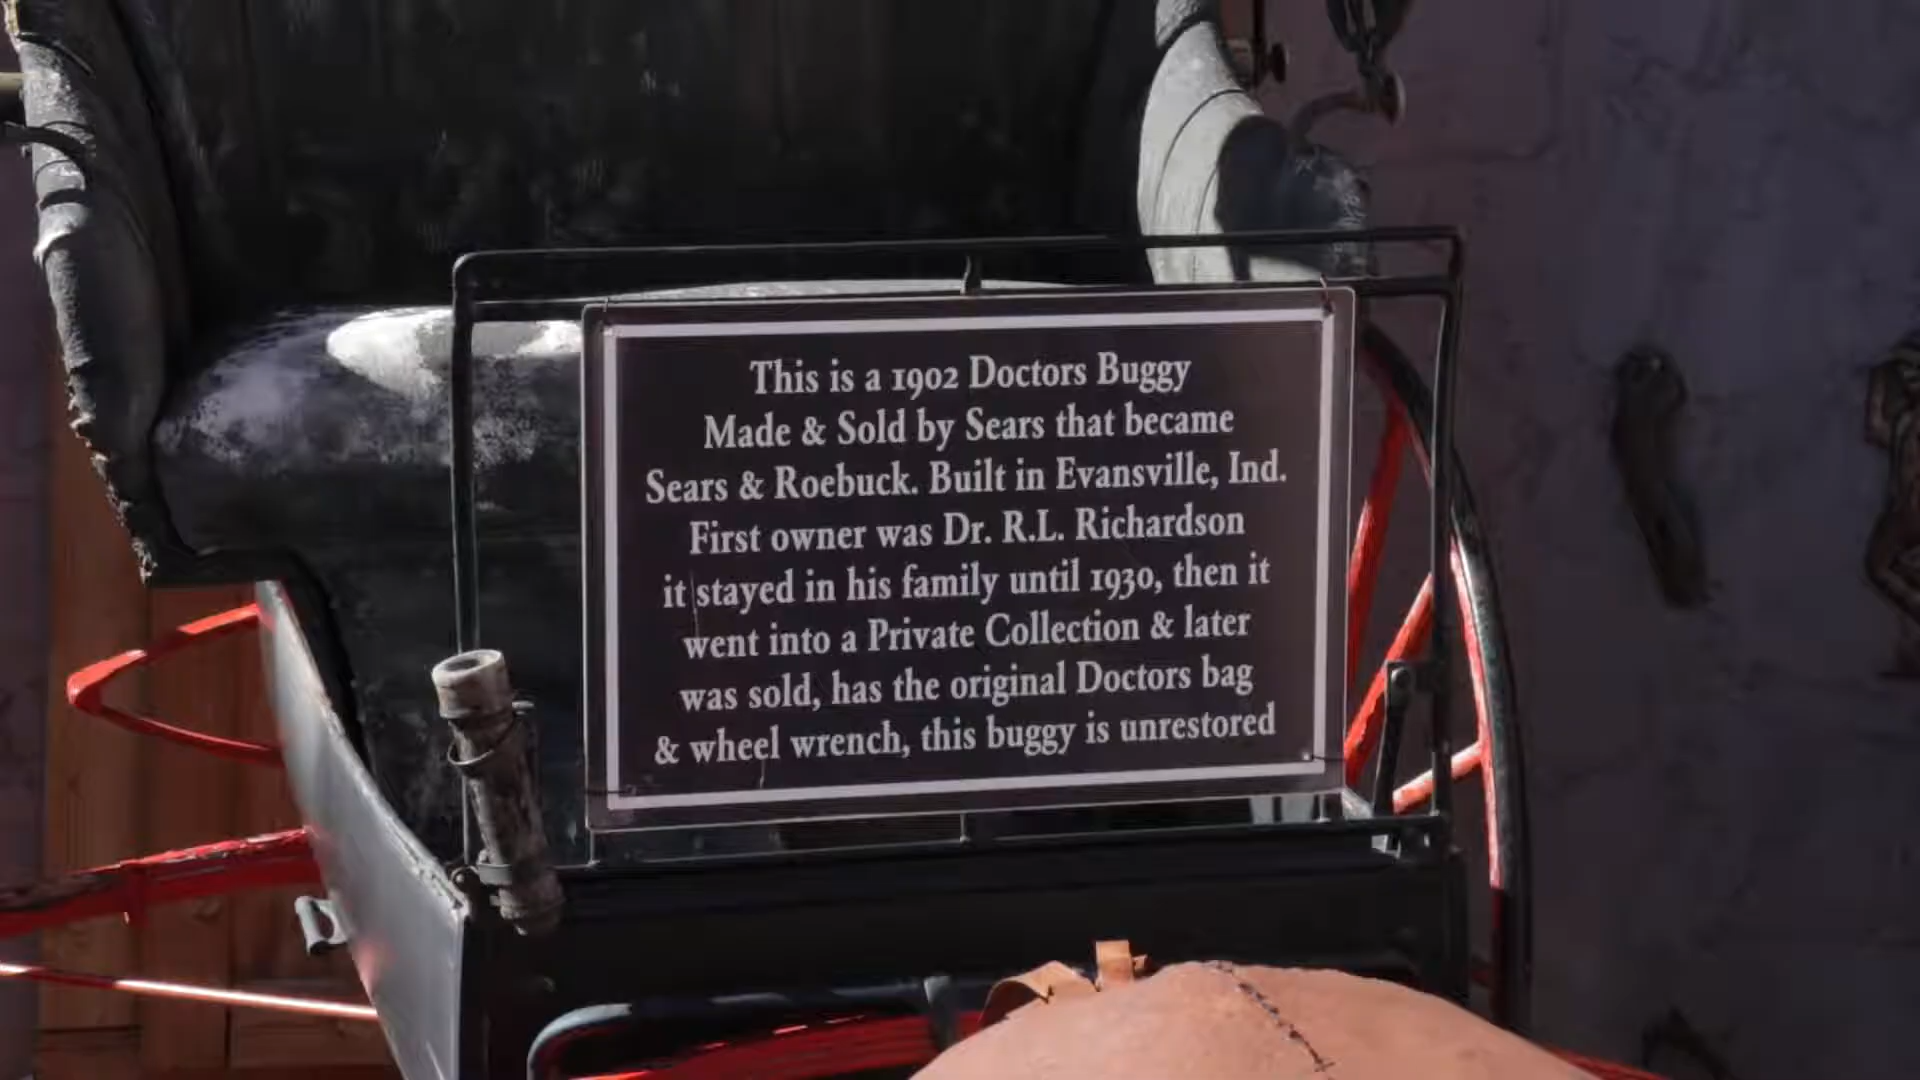 This is a 1902 Doctors Buggy
Made & Sold by Sears that became
Sears & Roebuck. Built in Evansville, Ind.
First owner was Dr. R.L. Richardson
it stayed in his family until 1930, then it
went into a Private Collection & later
was sold, has the original Doctors bag
& wheel wrench, this buggy is unrestored